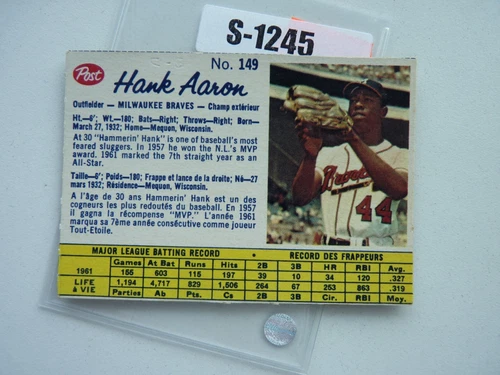 S-1245
Post
No. 149
Hank Aaron
Outfielder — MILWAUKEE BRAVES — Champ extérieur
Ht.—6'; Wt.—180; Bats—Right; Throws—Right; Born—
March 27, 1932; Home—Mequon, Wisconsin.
At 30 "Hammerin' Hank" is one of baseball's most
feared sluggers. In 1957 he won the N.L.'s MVP
award. 1961 marked the 7th straight year as an
All-Star.
Taille—6'; Poids—180; Frappe et lance de la droite; Né—27
mars 1932; Résidence—Mequon, Wisconsin.
A l'âge de 30 ans Hammerin' Hank est un des
cogneurs les plus redoutés du baseball. En 1957
il gagna la récompense "MVP." L'année 1961
marqua sa 7ème année consécutive comme joueur
Tout-Etoile.
Braves
44
MAJOR LEAGUE BATTING RECORD • RECORD DES FRAPPEURS
Games At Bat Runs Hits 2B 3B HR RBI Avg.
1961 155 603 115 197 39 10 34 120 .327
LIFE À VIE 1,194 4,717 829 1,506 264 67 253 863 .319
Parties Ab Pts. Cs 2B 3B Cir. RBI Moy.